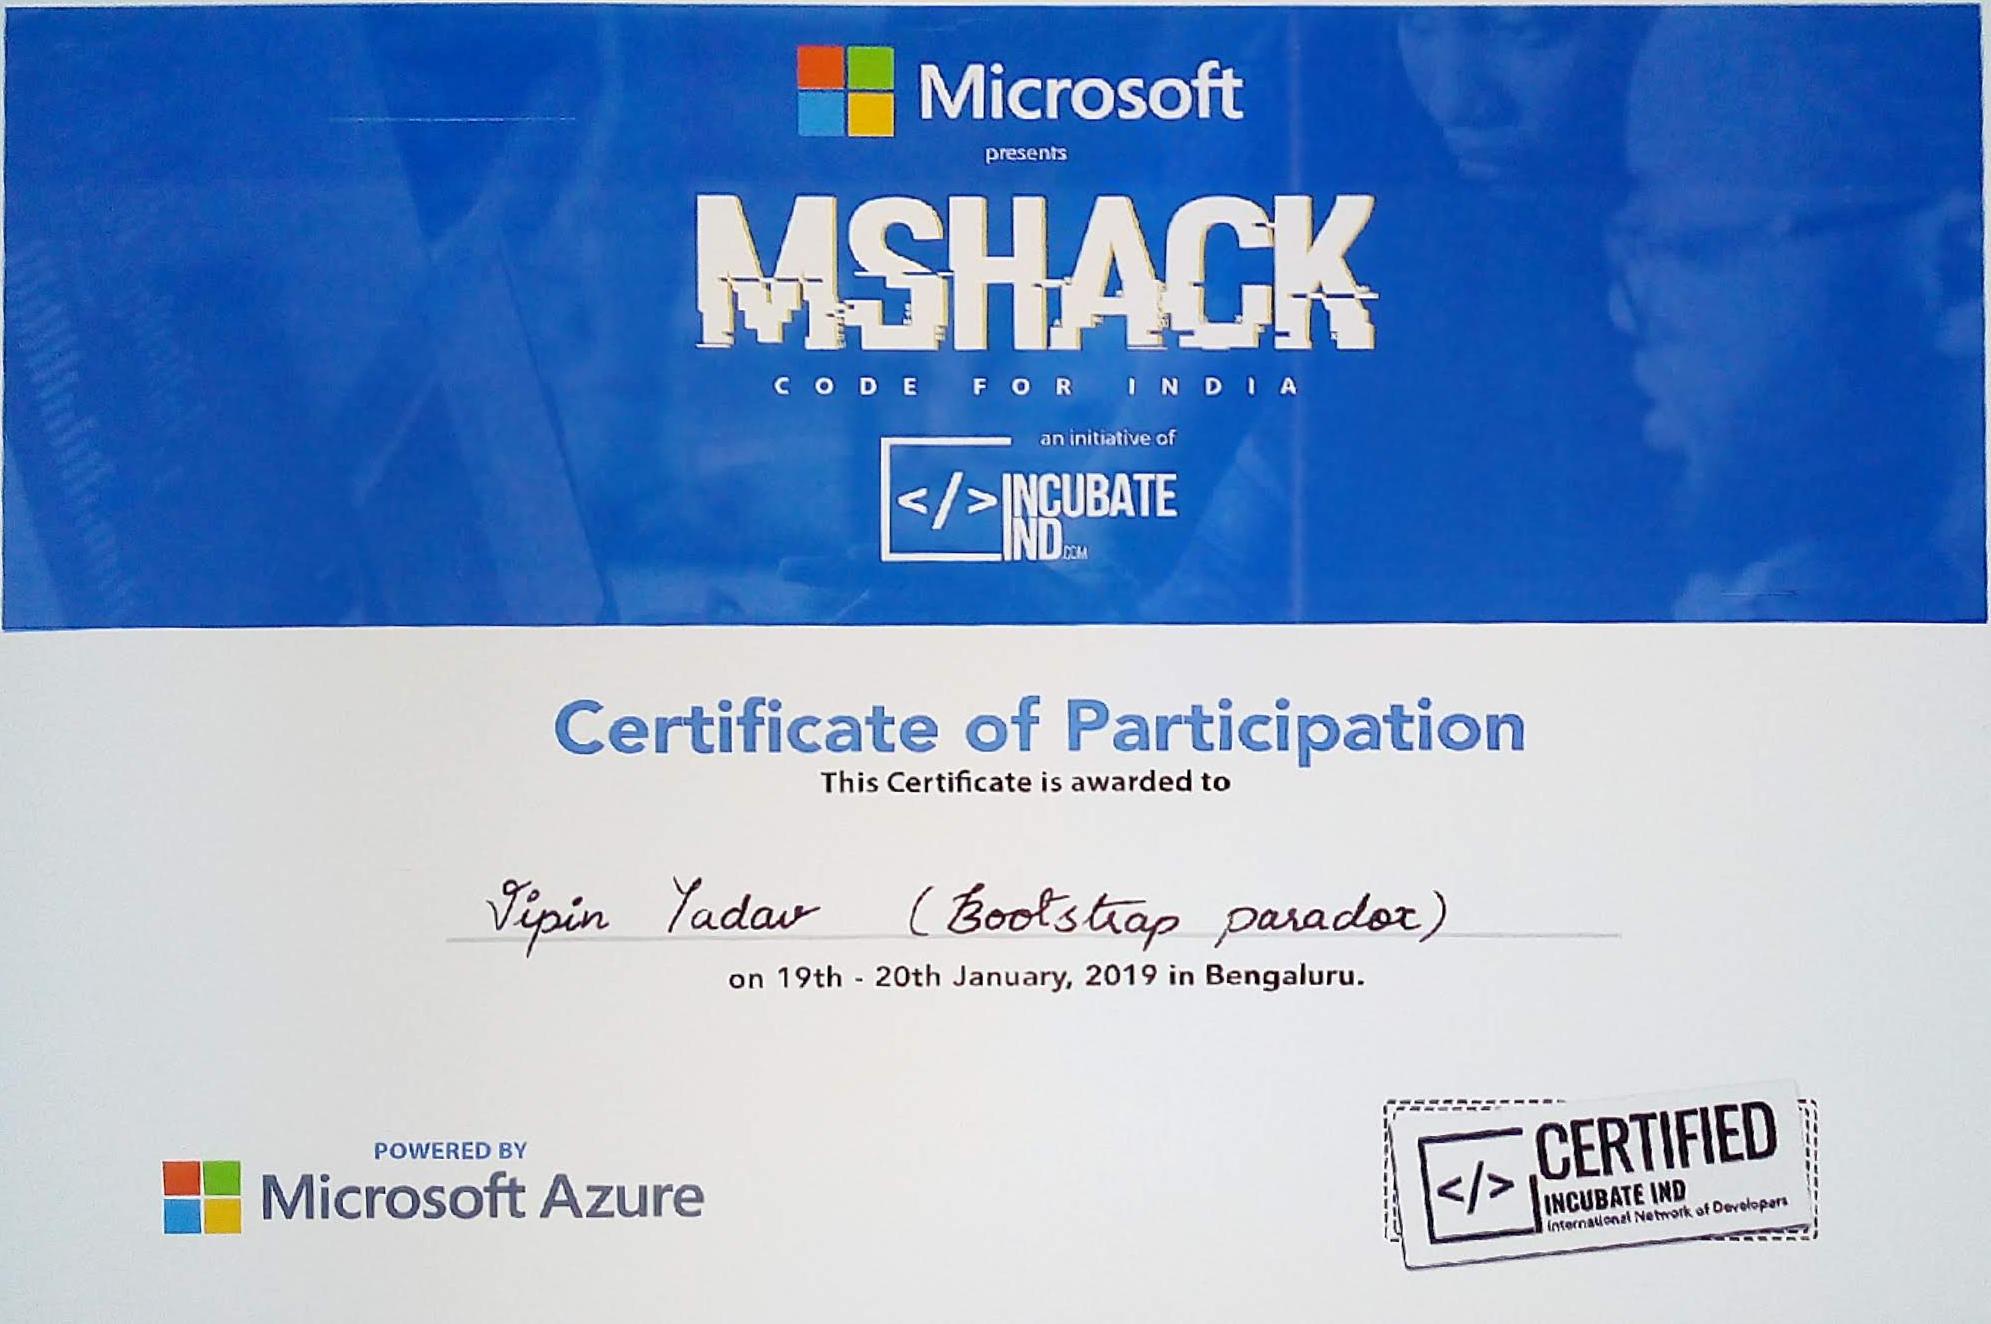 Microsoft
presents
MSHACK
CODE FOR INDIA
an initiative of
</> INCUBATE
IND.COM
Certificate of Participation
This Certificate is awarded to
Vipin Yadav (Bootstrap paradox)
on 19th - 20th January, 2019 in Bengaluru.
POWERED BY
Microsoft Azure
CERTIFIED
</> INCUBATE IND
International Network of Developers